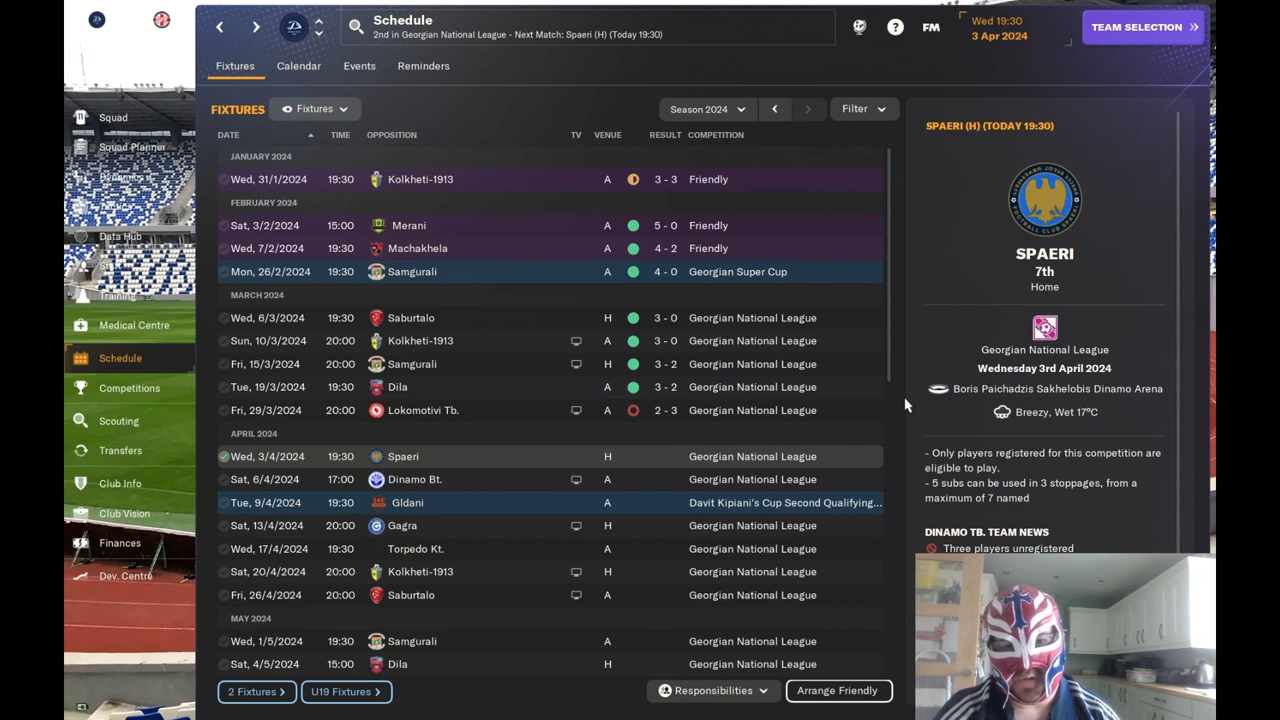 Schedule
2nd in Georgian National League - Next Match: Spaeri (H) (Today 19:30)
FM
Wed 19:30
3 Apr 2024
TEAM SELECTION
Fixtures Calendar Events Reminders
Squad
Squad Planner
Data Hub
Training
Medical Centre
Schedule
Competitions
Scouting
Transfers
Club Info
Club Vision
Finances
Dev. Centre
FIXTURES Fixtures Season 2024 Filter
DATE TIME OPPOSITION TV VENUE RESULT COMPETITION
JANUARY 2024
Wed, 31/1/2024 19:30 Kolkheti-1913 A 3 - 3 Friendly
FEBRUARY 2024
Sat, 3/2/2024 15:00 Merani A 5 - 0 Friendly
Wed, 7/2/2024 19:30 Machakhela A 4 - 2 Friendly
Mon, 26/2/2024 19:30 Samgurali A 4 - 0 Georgian Super Cup
MARCH 2024
Wed, 6/3/2024 19:30 Saburtalo H 3 - 0 Georgian National League
Sun, 10/3/2024 20:00 Kolkheti-1913 A 3 - 0 Georgian National League
Fri, 15/3/2024 20:00 Samgurali H 3 - 2 Georgian National League
Tue, 19/3/2024 19:30 Dila A 3 - 2 Georgian National League
Fri, 29/3/2024 20:00 Lokomotivi Tb. A 2 - 3 Georgian National League
APRIL 2024
Wed, 3/4/2024 19:30 Spaeri H Georgian National League
Sat, 6/4/2024 17:00 Dinamo Bt. A Georgian National League
Tue, 9/4/2024 19:30 Gldani A Davit Kipiani's Cup Second Qualifying...
Sat, 13/4/2024 20:00 Gagra H Georgian National League
Wed, 17/4/2024 19:30 Torpedo Kt. A Georgian National League
Sat, 20/4/2024 20:00 Kolkheti-1913 H Georgian National League
Fri, 26/4/2024 20:00 Saburtalo A Georgian National League
MAY 2024
Wed, 1/5/2024 19:30 Samgurali A Georgian National League
Sat, 4/5/2024 15:00 Dila H Georgian National League
2 Fixtures U19 Fixtures Responsibilities Arrange Friendly
SPAERI (H) (TODAY 19:30)
SPAERI
7th
Home
Georgian National League
Wednesday 3rd April 2024
Boris Paichadzis Sakhelobis Dinamo Arena
Breezy, Wet 17ºC
- Only players registered for this competition are
eligible to play.
- 5 subs can be used in 3 stoppages, from a
maximum of 7 named
DINAMO TB. TEAM NEWS
Three players unregistered